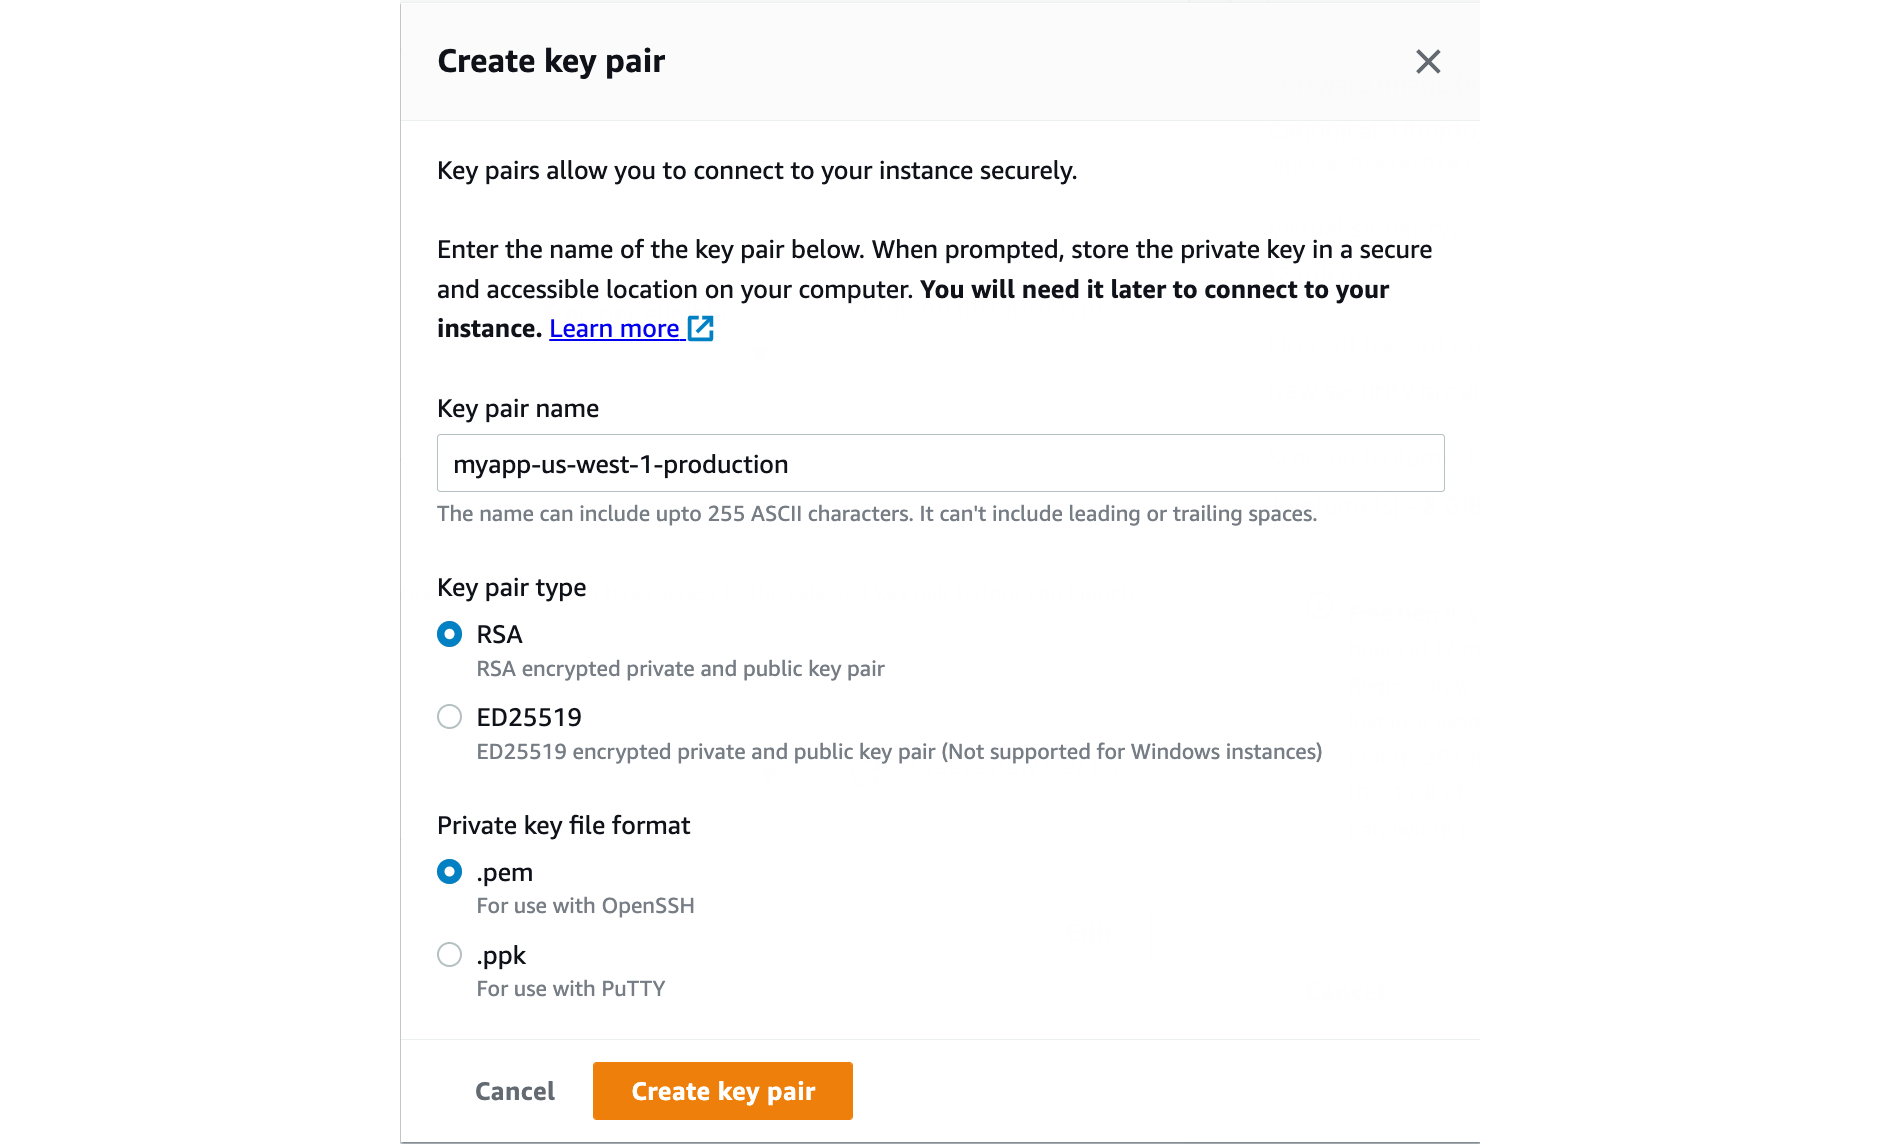 Create key pair
Key pairs allow you to connect to your instance securely.
Enter the name of the key pair below. When prompted, store the private key in a secure
and accessible location on your computer. You will need it later to connect to your
instance. Learn more
Key pair name
myapp-us-west-1-production
The name can include upto 255 ASCII characters. It can't include leading or trailing spaces.
Key pair type
RSA
RSA encrypted private and public key pair
ED25519
ED25519 encrypted private and public key pair (Not supported for Windows instances)
Private key file format
.pem
For use with OpenSSH
.ppk
For use with PuTTY
Cancel Create key pair